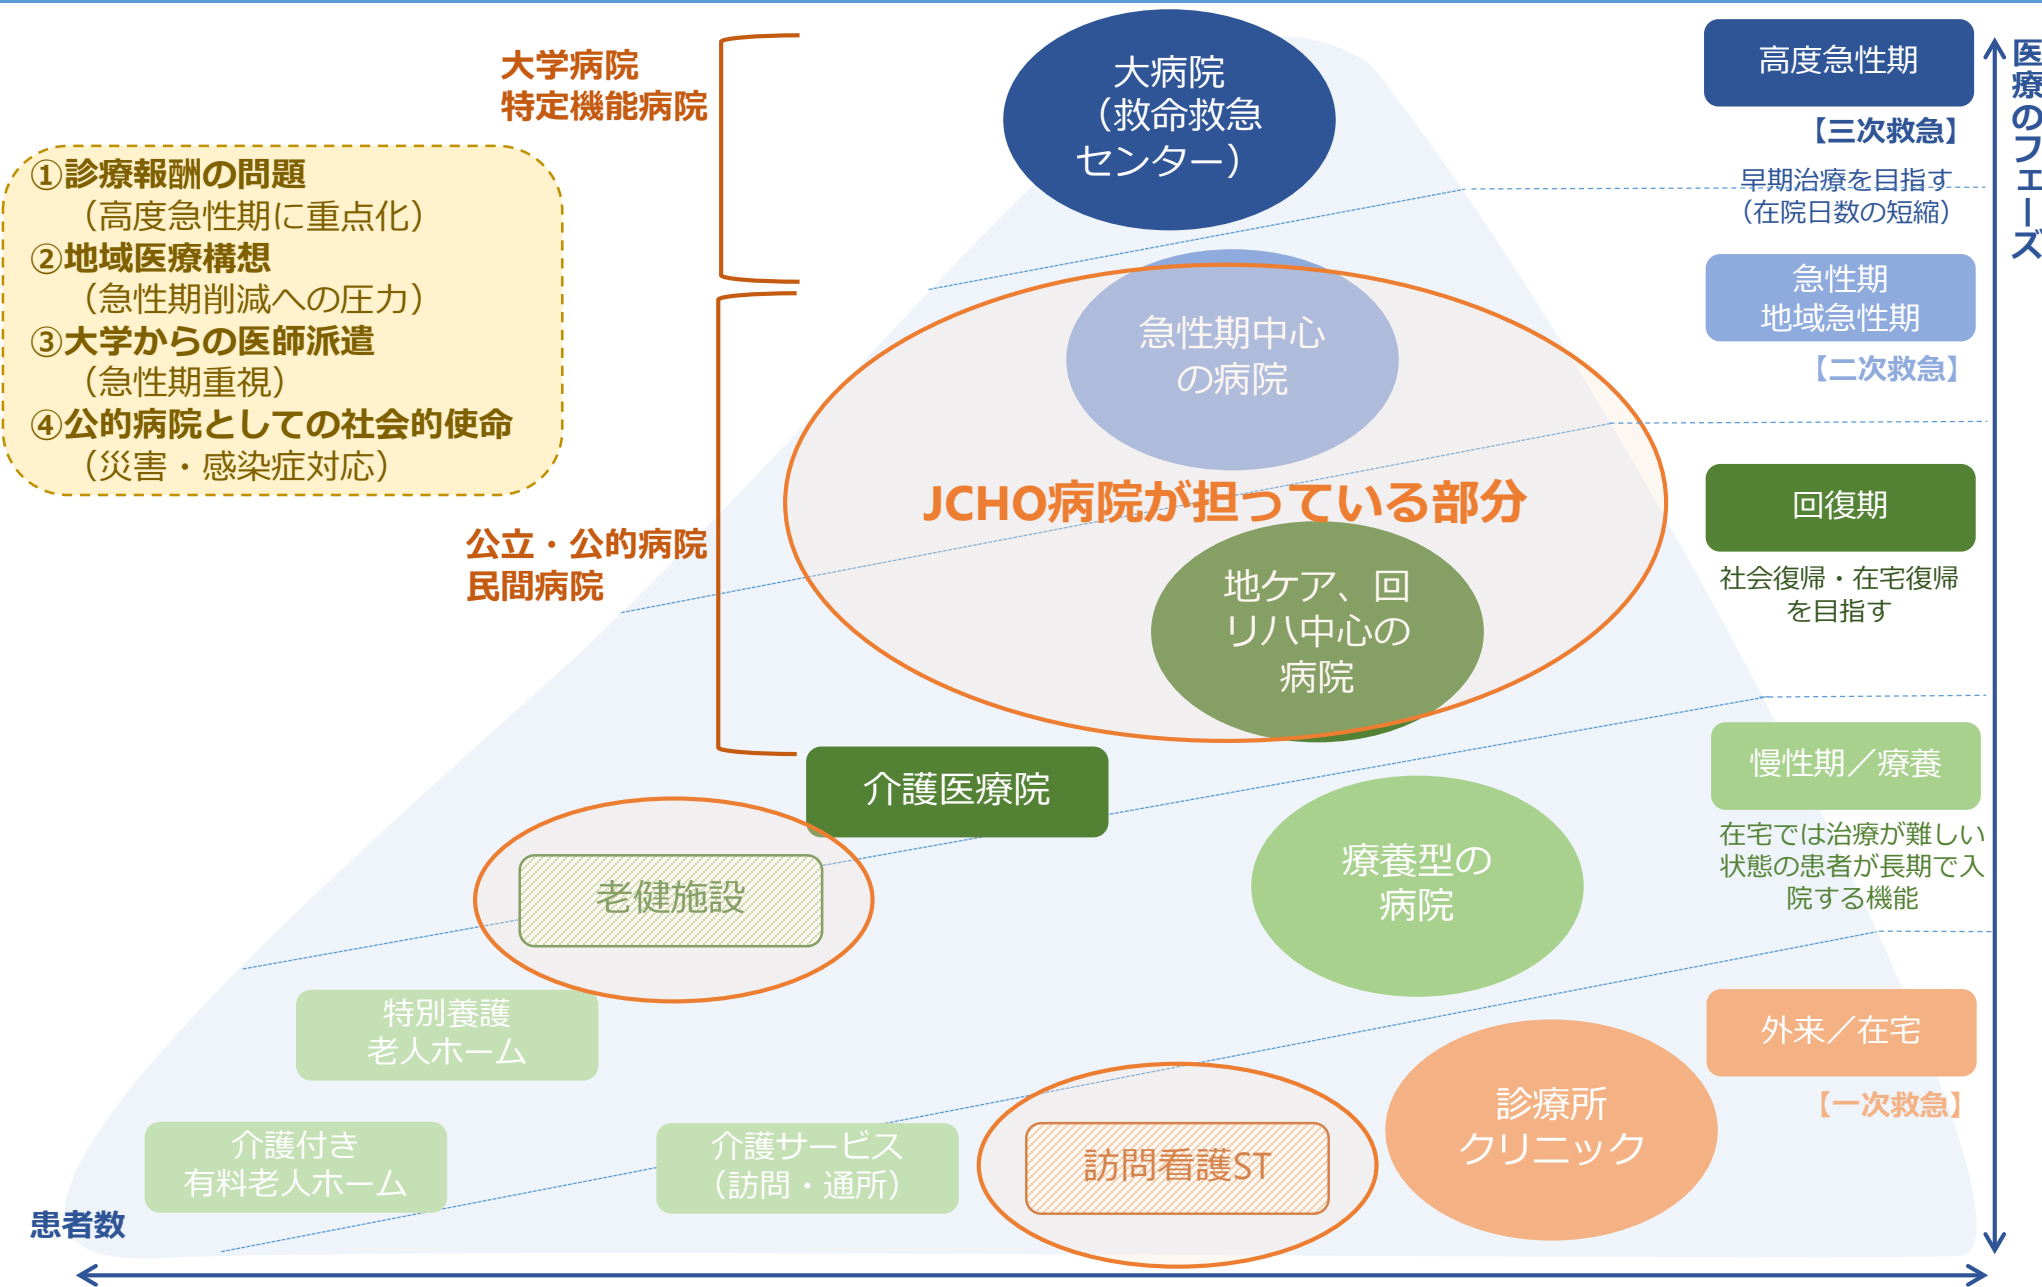 大学病院
特定機能病院
①診療報酬の問題
（高度急性期に重点化）
②地域医療構想
（急性期削減への圧力）
③大学からの医師派遣
（急性期重視）
④公的病院としての社会的使命
（災害・感染症対応）
公立・公的病院
民間病院
大病院
（救命救急
センター）
急性期中心
の病院
JCHO病院が担っている部分
地ケア、回
リハ中心の
病院
介護医療院
老健施設
療養型の
病院
特別養護
老人ホーム
介護付き
有料老人ホーム
介護サービス
（訪問・通所）
訪問看護ST
診療所
クリニック
高度急性期
【三次救急】
早期治療を目指す
（在院日数の短縮）
急性期
地域急性期
【二次救急】
回復期
社会復帰・在宅復帰
を目指す
慢性期／療養
在宅では治療が難しい
状態の患者が長期で入
院する機能
外来／在宅
【一次救急】
医療のフェーズ
患者数